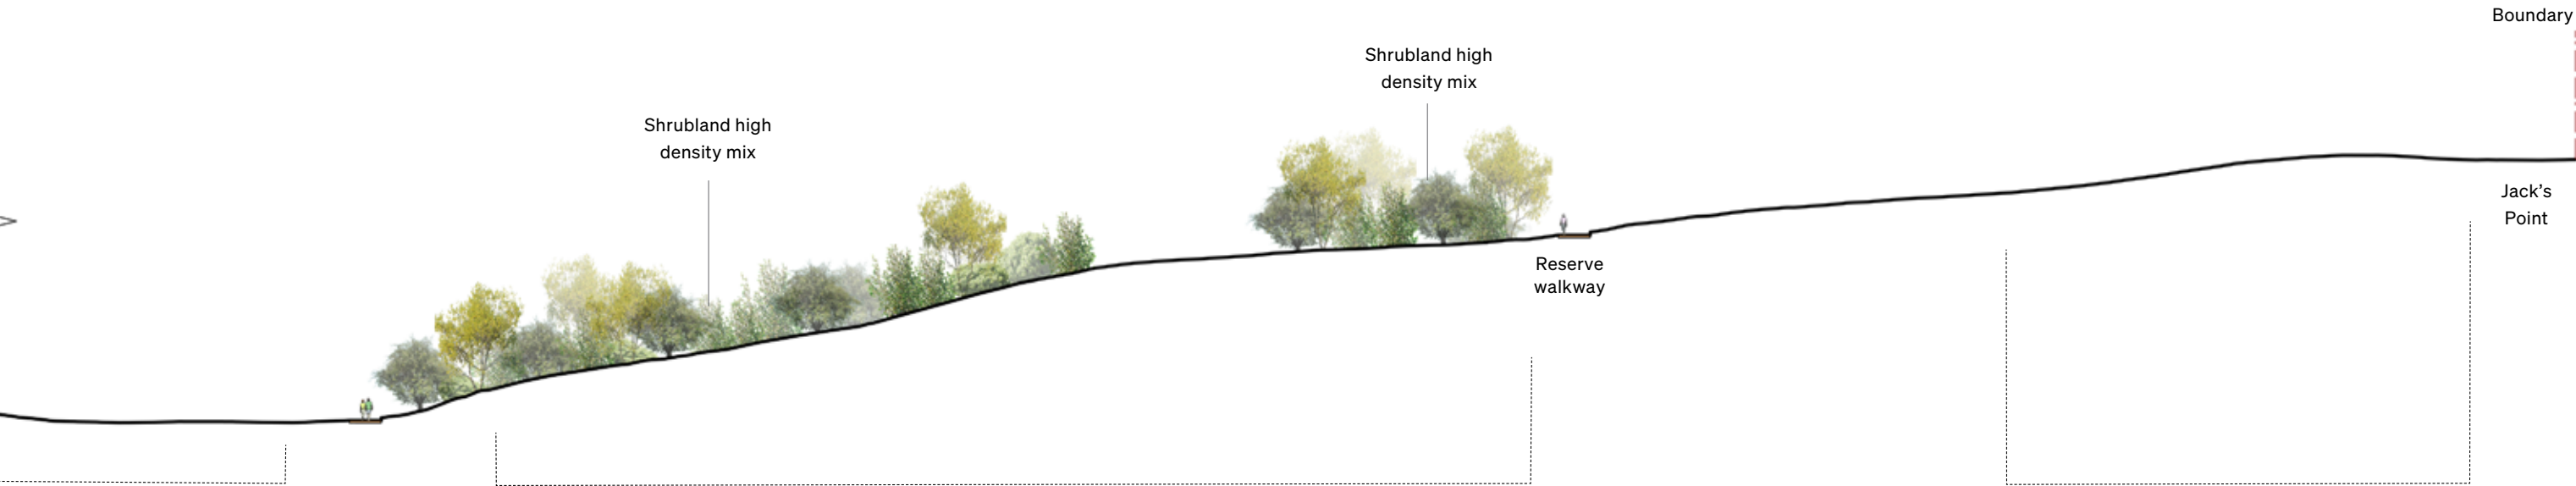 Boundary
Shrubland high
density mix
Shrubland high
density mix
Jack’s
Point
Reserve
walkway